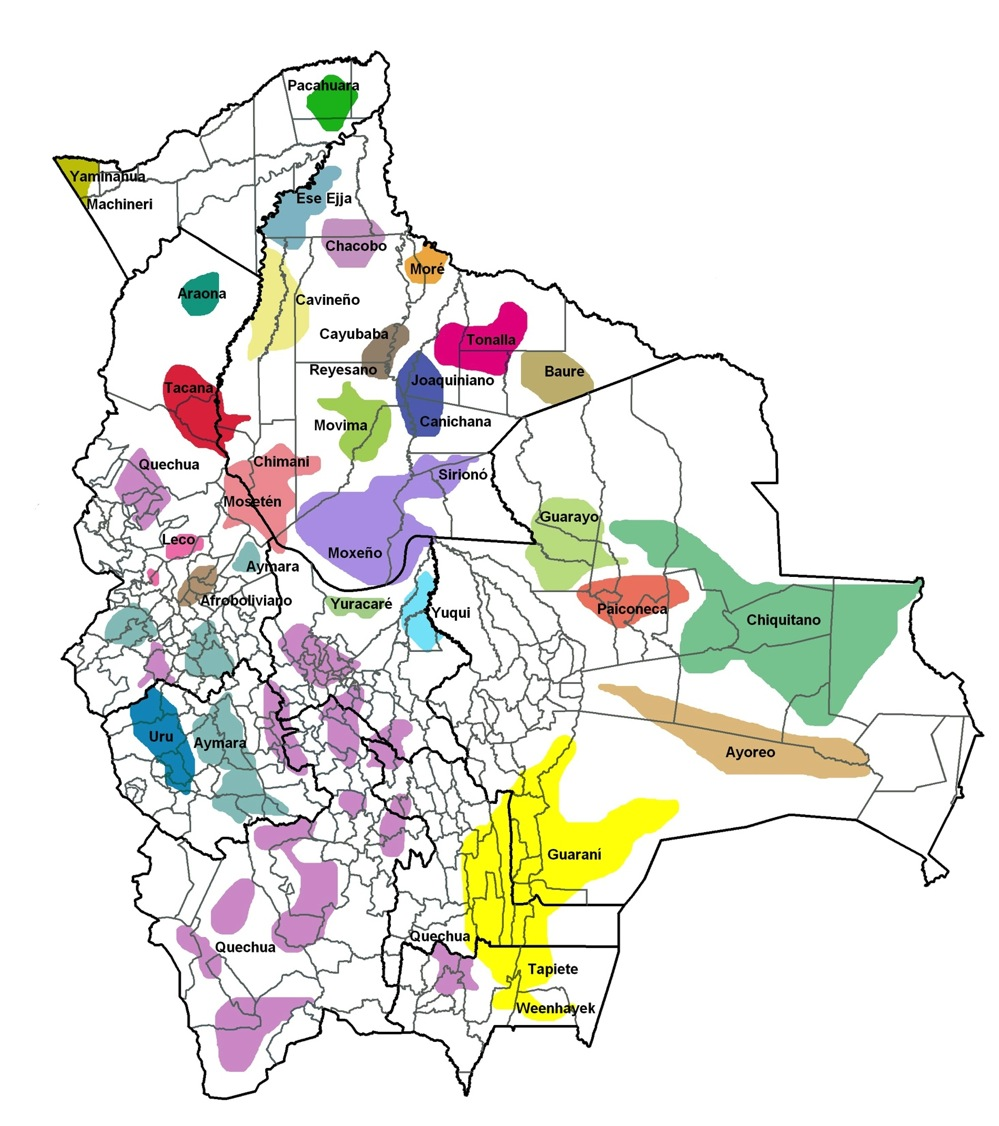 Pacahuara
Yaminahua
Machineri
Ese Ejja
Chacobo
Moré
Araona
Cavineño
Cayubaba
Tonalla
Reyesano
Baure
Joaquiniano
Tacana
Canichana
Movima
Quechua
Chimani
Sirionó
Mosetén
Guarayo
Leco
Moxeño
Aymara
Afroboliviano
Yuracaré
Yuqui
Paiconeca
Chiquitano
Uru
Aymara
Ayoreo
Guaraní
Quechua
Quechua
Tapiete
Weenhayek